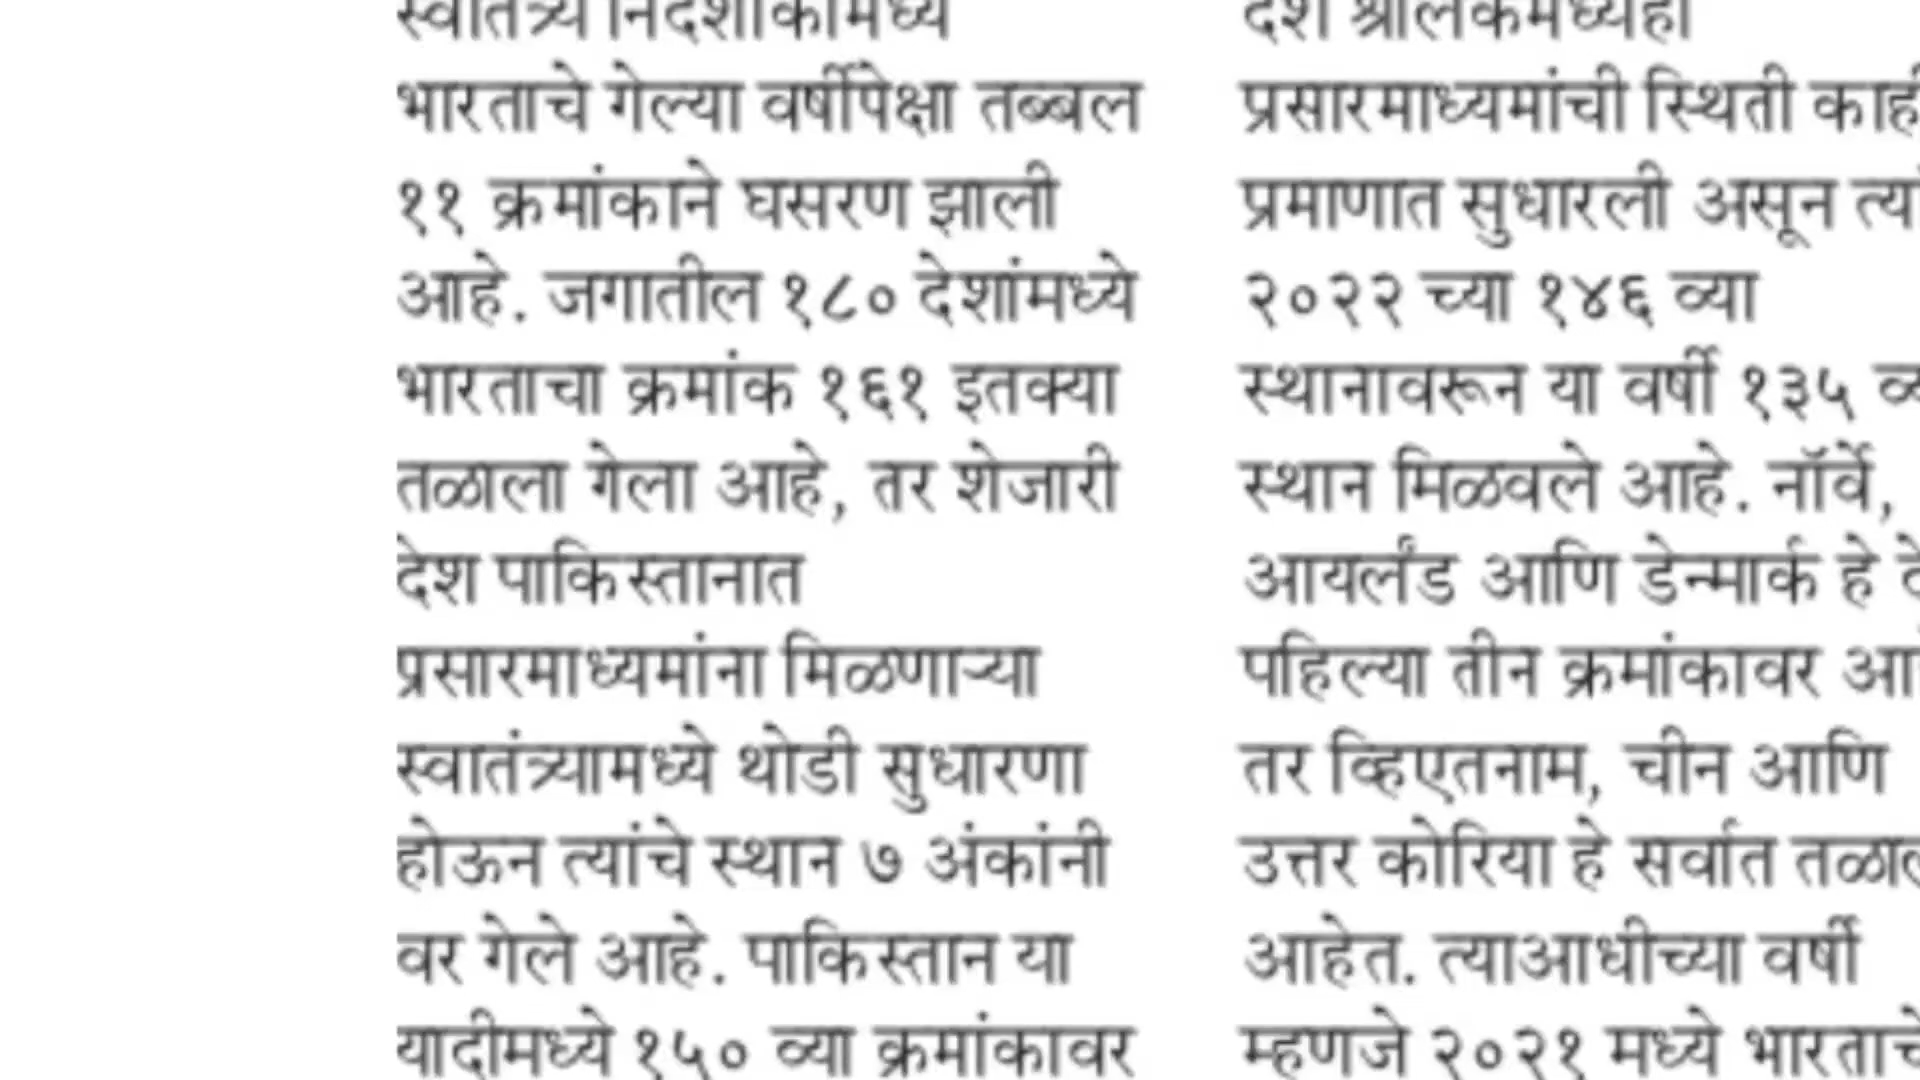 स्वातंत्र्य निर्देशांकामध्ये
भारताचे गेल्या वर्षीपेक्षा तब्बल
११ क्रमांकाने घसरण झाली
आहे. जगातील १८० देशांमध्ये
भारताचा क्रमांक १६१ इतक्या
तळाला गेला आहे, तर शेजारी
देश पाकिस्तानात
प्रसारमाध्यमांना मिळणाऱ्या
स्वातंत्र्यामध्ये थोडी सुधारणा
होऊन त्यांचे स्थान ७ अंकांनी
वर गेले आहे. पाकिस्तान या
यादीमध्ये १५० व्या क्रमांकावर
देश श्रीलंकेमध्येही
प्रसारमाध्यमांची स्थिती
प्रमाणात सुधारली असून
२०२२ च्या १४६ व्या
स्थानावरून या वर्षी १३५
स्थान मिळवले आहे. नॉर्वे,
आयर्लंड आणि डेन्मार्क हे
पहिल्या तीन क्रमांकावर
तर व्हिएतनाम, चीन आणि
उत्तर कोरिया हे सर्वात
आहेत. त्याआधीच्या वर्षी
म्हणजे २०२१ मध्ये भारताचे